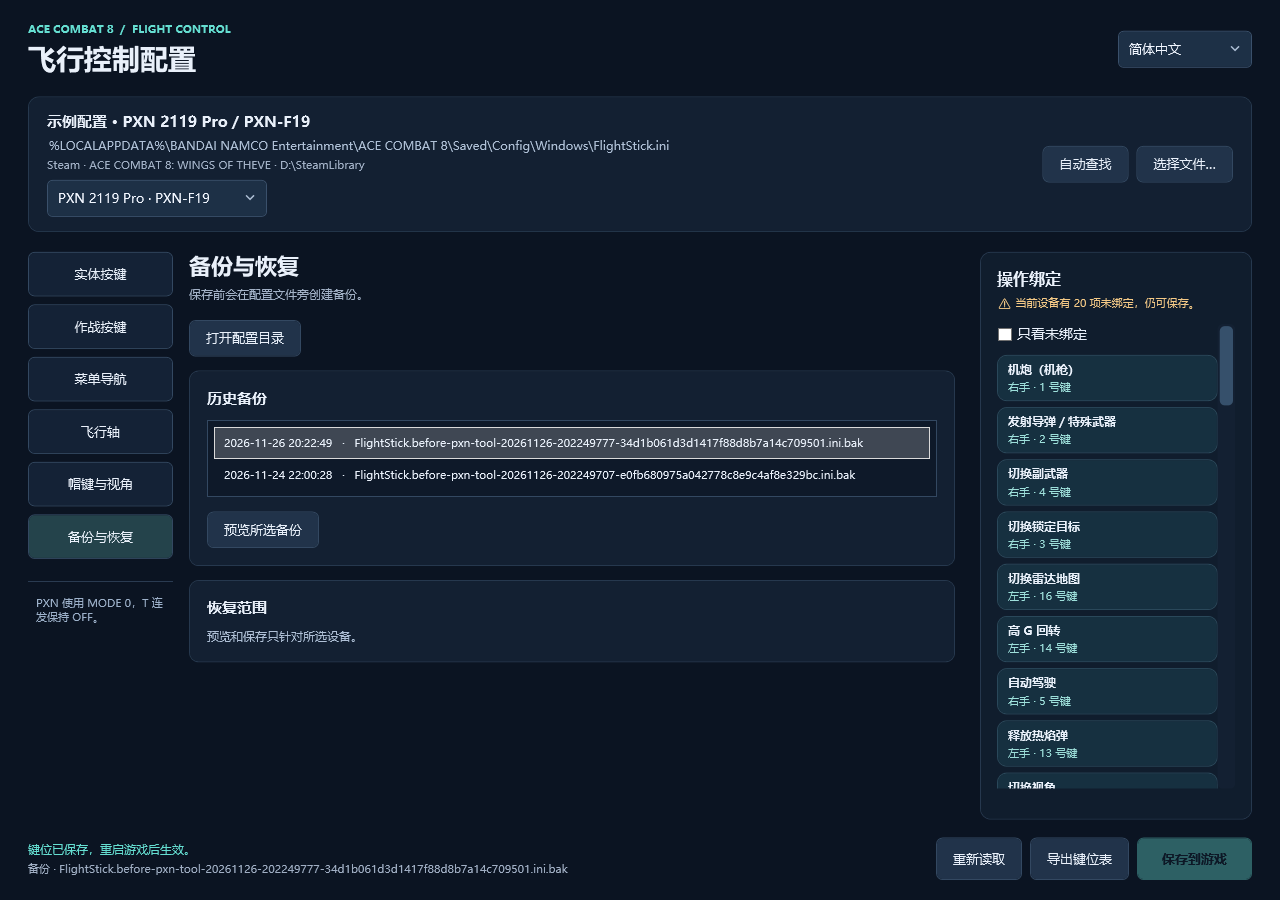 ACE COMBAT 8 / FLIGHT CONTROL
飞行控制配置
简体中文
示例配置 • PXN 2119 Pro / PXN-F19
%LOCALAPPDATA%\BANDAI NAMCO Entertainment\ACE COMBAT 8\Saved\Config\Windows\FlightStick.ini
Steam · ACE COMBAT 8: WINGS OF THEVE · D:\SteamLibrary
PXN 2119 Pro · PXN-F19
自动查找
选择文件...
实体按键
作战按键
菜单导航
飞行轴
帽键与视角
备份与恢复
PXN 使用 MODE 0，T 连
发保持 OFF。
备份与恢复
保存前会在配置文件旁创建备份。
打开配置目录
历史备份
2026-11-26 20:22:49 · FlightStick.before-pxn-tool-20261126-202249777-34d1b061d3d1417f88d8b7a14c709501.ini.bak
2026-11-24 22:00:28 · FlightStick.before-pxn-tool-20261126-202249707-e0fb680975a042778c8e9c4af8e329bc.ini.bak
预览所选备份
恢复范围
预览和保存只针对所选设备。
操作绑定
⚠ 当前设备有 20 项未绑定，仍可保存。
只看未绑定
机炮（机枪）
右手 · 1 号键
发射导弹 / 特殊武器
右手 · 2 号键
切换副武器
右手 · 4 号键
切换锁定目标
右手 · 3 号键
切换雷达地图
左手 · 16 号键
高 G 回转
左手 · 14 号键
自动驾驶
右手 · 5 号键
释放热焰弹
左手 · 13 号键
切换视角
键位已保存，重启游戏后生效。
备份 · FlightStick.before-pxn-tool-20261126-202249777-34d1b061d3d1417f88d8b7a14c709501.ini.bak
重新读取
导出键位表
保存到游戏